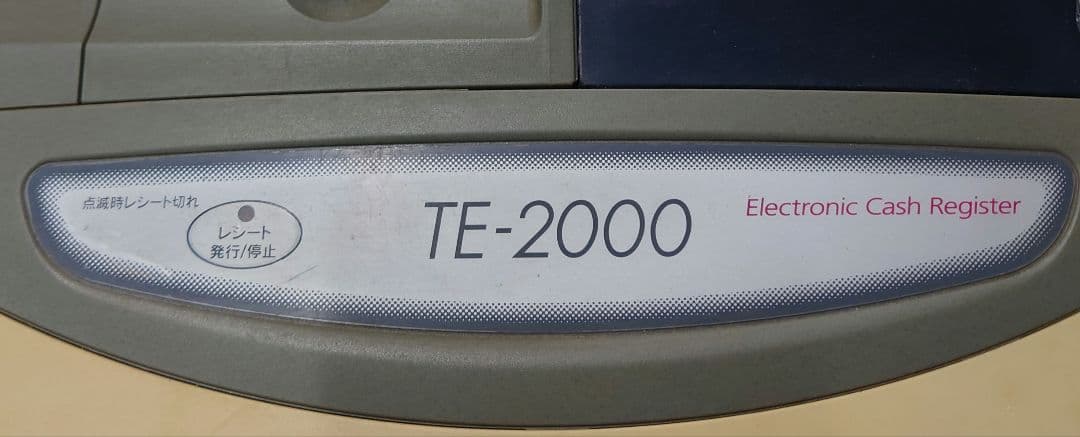 点滅時レシート切れ
レシート
発行/停止
TE-2000
Electronic Cash Register